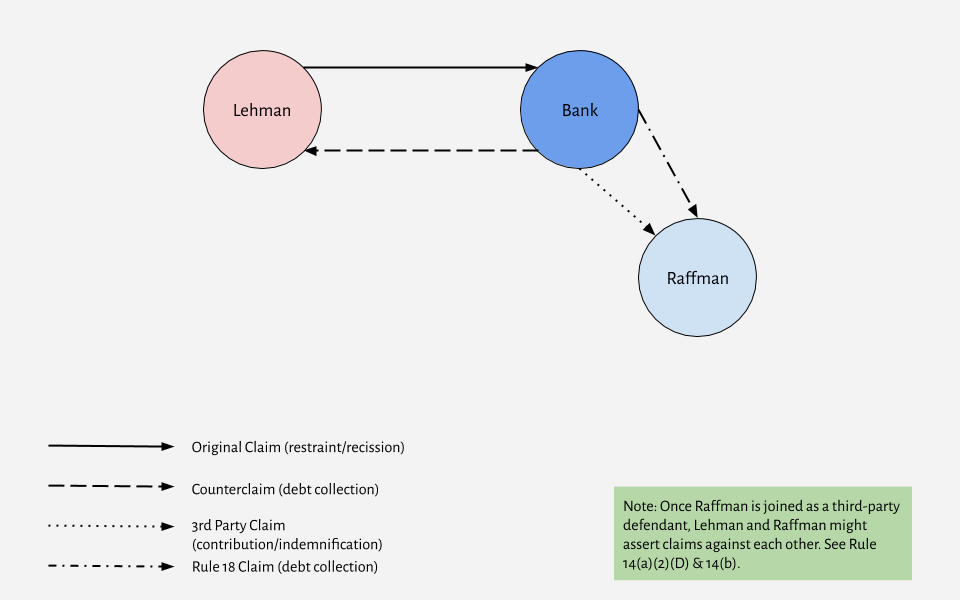 Lehman
Bank
Raffman
Original Claim (restraint/recission)
Counterclaim (debt collection)
3rd Party Claim
(contribution/indemnification)
Rule 18 Claim (debt collection)
Note: Once Raffman is joined as a third-party
defendant, Lehman and Raffman might
assert claims against each other. See Rule
14(a)(2)(D) & 14(b).